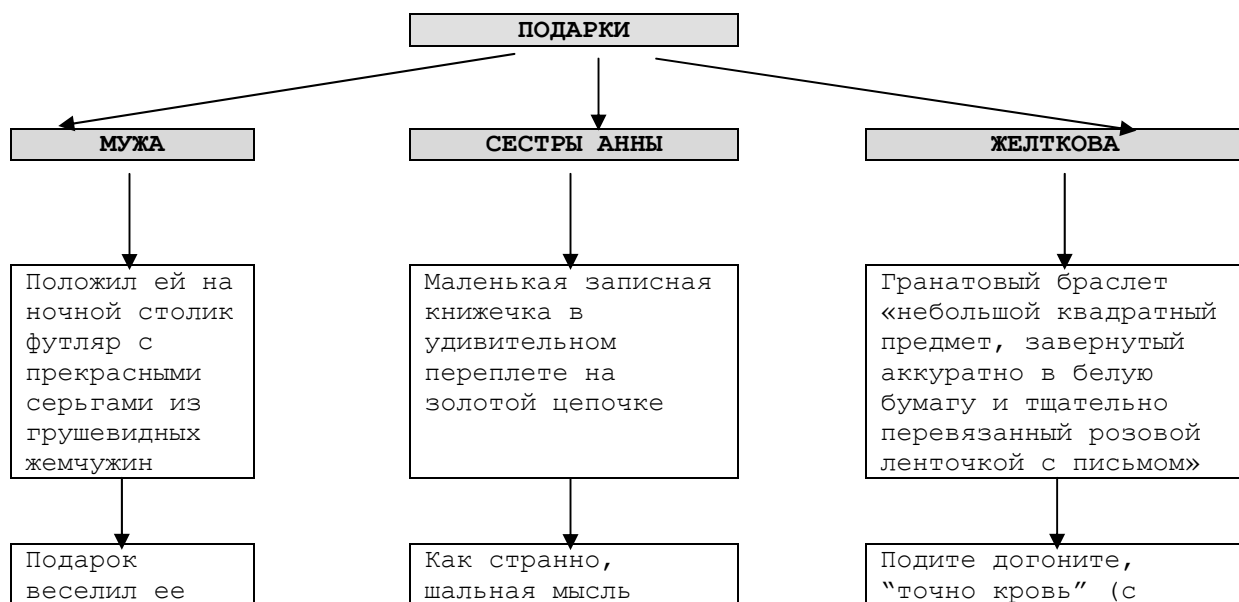 ПОДАРКИ
МУЖА
СЕСТРЫ АННЫ
ЖЕЛТКОВА
Положил ей на
ночной столик
футляр с
прекрасными
серьгами из
грушевидных
жемчужин
Маленькая записная
книжечка в
удивительном
переплете на
золотой цепочке
Гранатовый браслет
«небольшой квадратный
предмет, завернутый
аккуратно в белую
бумагу и тщательно
перевязанный розовой
ленточкой с письмом»
Подарок
веселил ее
Как странно,
шальная мысль
Подите догоните,
“точно кровь” (с